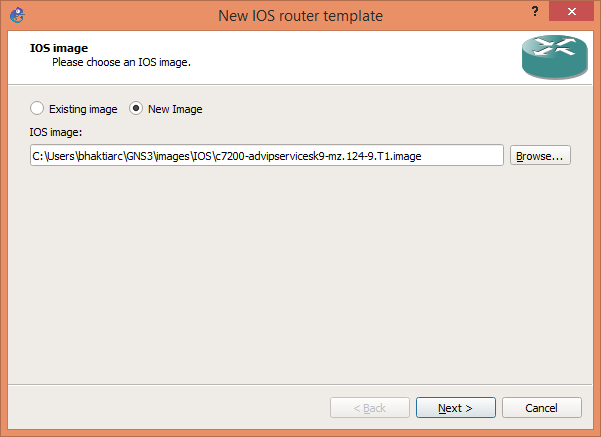 New IOS router template
?
IOS image
Please choose an IOS image.
Existing image New Image
IOS image:
C:\Users\bhaktiarc\GNS3\images\IOS\c7200-advipservicesk9-mz.124-9.T1.image Browse...
< Back Next > Cancel